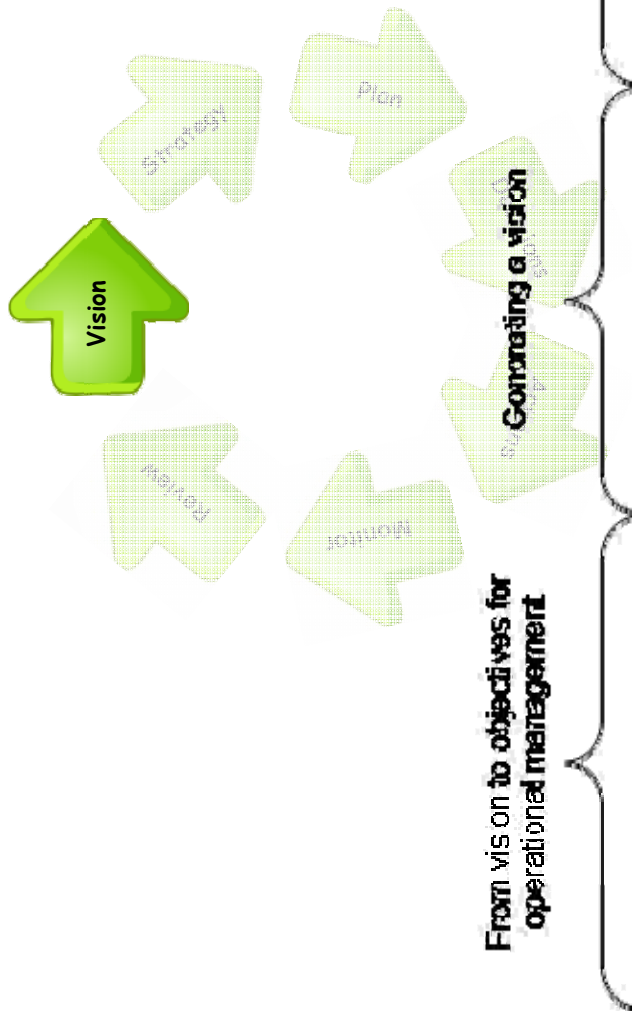 Vision
Strategy
Plan
Monitor
Review
From vision to objectives for
operational management
Generating a vision